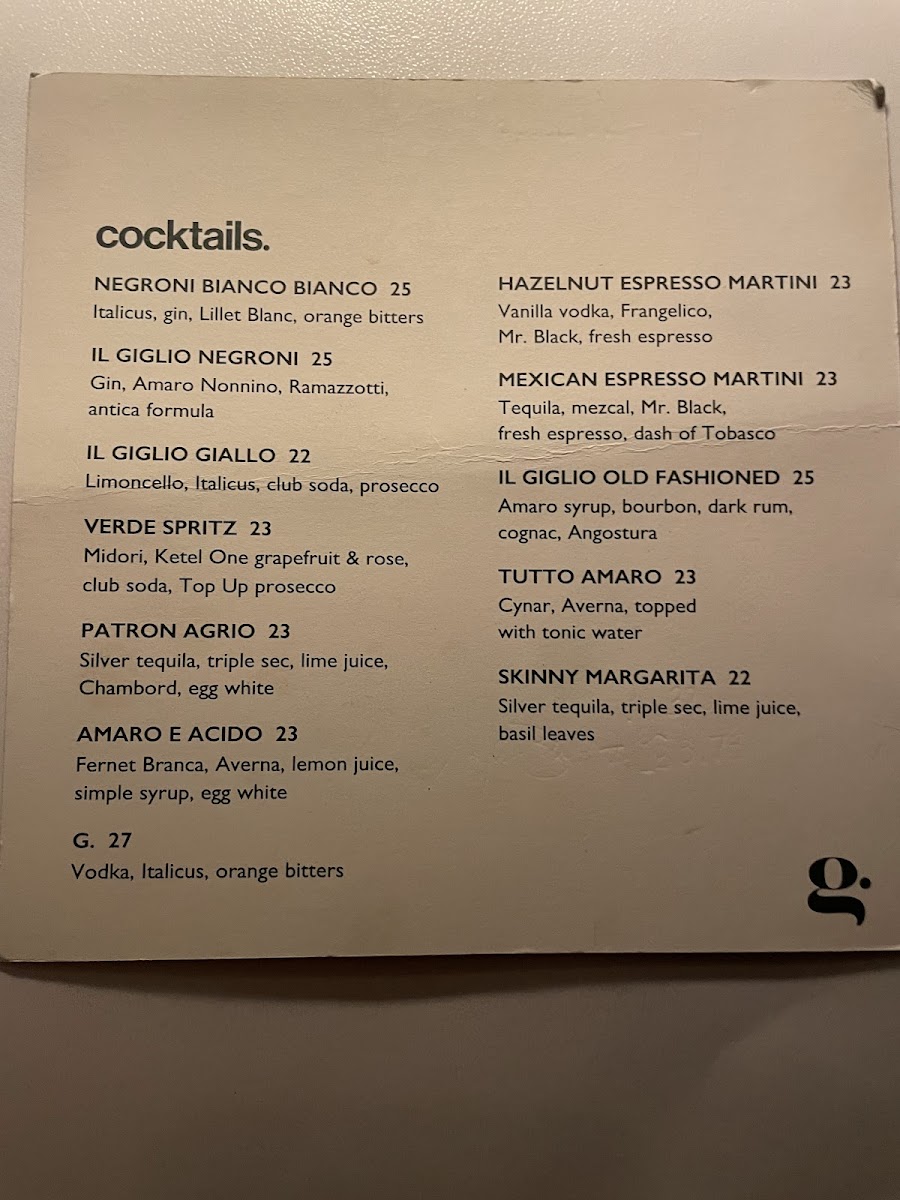 cocktails.
NEGRONI BIANCO BIANCO 25
Italicus, gin, Lillet Blanc, orange bitters
IL GIGLIO NEGRONI 25
Gin, Amaro Nonnino, Ramazzotti,
antica formula
IL GIGLIO GIALLO 22
Limoncello, Italicus, club soda, prosecco
VERDE SPRITZ 23
Midori, Ketel One grapefruit & rose,
club soda, Top Up prosecco
PATRON AGRIO 23
Silver tequila, triple sec, lime juice,
Chambord, egg white
AMARO E ACIDO 23
Fernet Branca, Averna, lemon juice,
simple syrup, egg white
G. 27
Vodka, Italicus, orange bitters
HAZELNUT ESPRESSO MARTINI 23
Vanilla vodka, Frangelico,
Mr. Black, fresh espresso
MEXICAN ESPRESSO MARTINI 23
Tequila, mezcal, Mr. Black,
fresh espresso, dash of Tobasco
IL GIGLIO OLD FASHIONED 25
Amaro syrup, bourbon, dark rum,
cognac, Angostura
TUTTO AMARO 23
Cynar, Averna, topped
with tonic water
SKINNY MARGARITA 22
Silver tequila, triple sec, lime juice,
basil leaves
g.